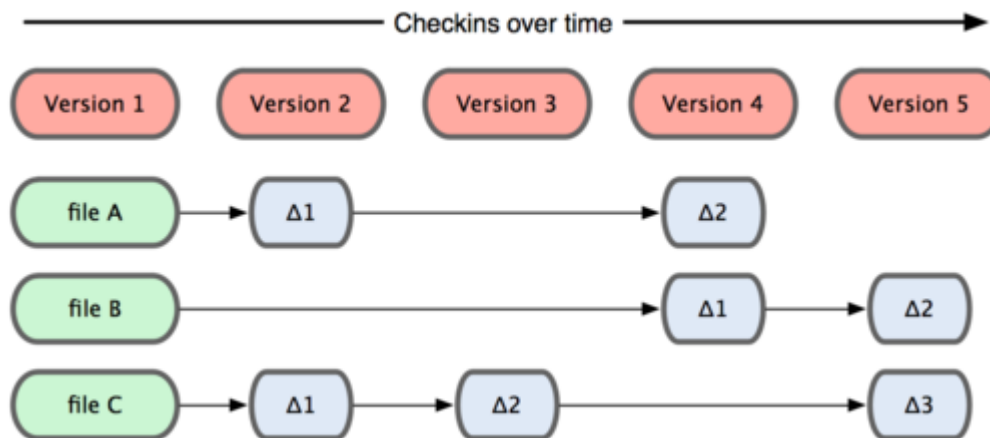 Checkins over time
Version 1 Version 2 Version 3 Version 4 Version 5
file A Δ1 Δ2
file B Δ1 Δ2
file C Δ1 Δ2 Δ3